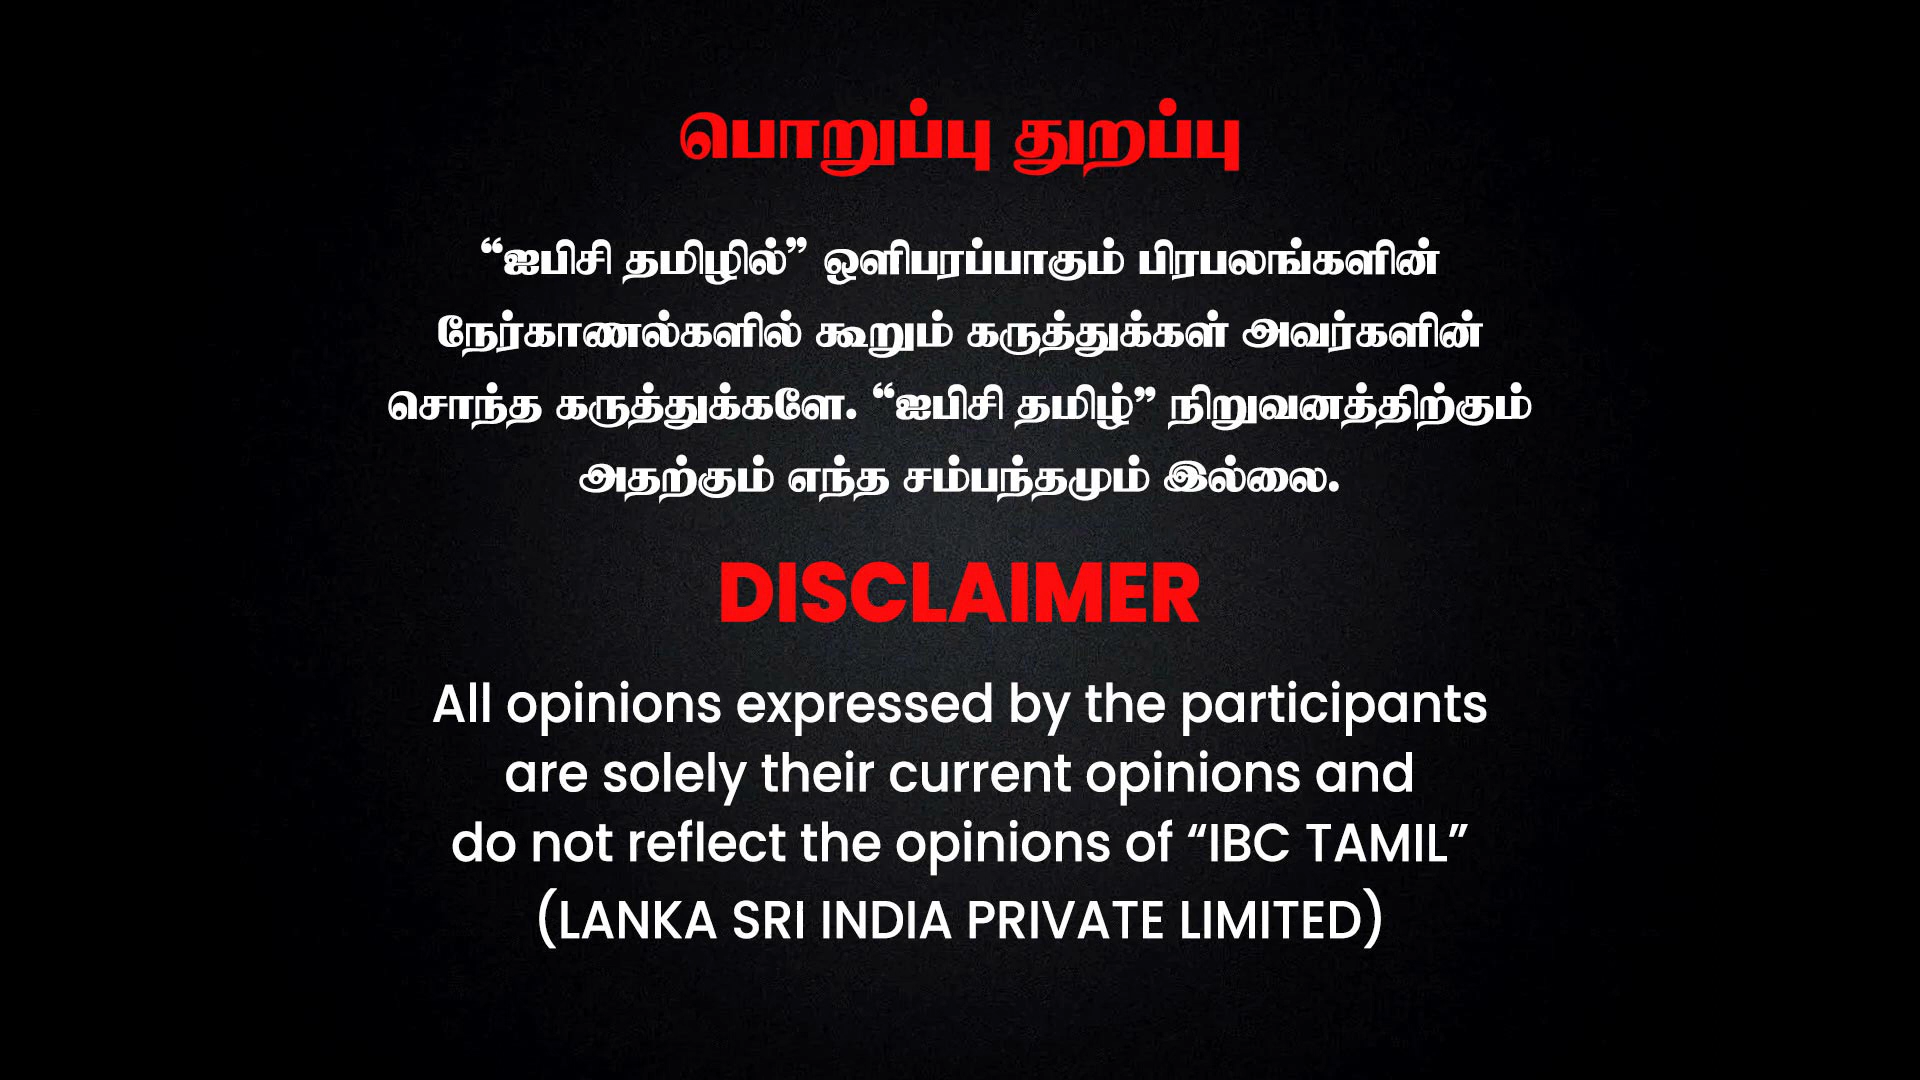 பொறுப்பு துறப்பு
“ஐபிசி தமிழில்” ஒளிபரப்பாகும் பிரபலங்களின்
நேர்காணல்களில் கூறும் கருத்துக்கள் அவர்களின்
சொந்த கருத்துக்களே. “ஐபிசி தமிழ்” நிறுவனத்திற்கும்
அதற்கும் எந்த சம்பந்தமும் இல்லை.
DISCLAIMER
All opinions expressed by the participants
are solely their current opinions and
do not reflect the opinions of “IBC TAMIL”
(LANKA SRI INDIA PRIVATE LIMITED)